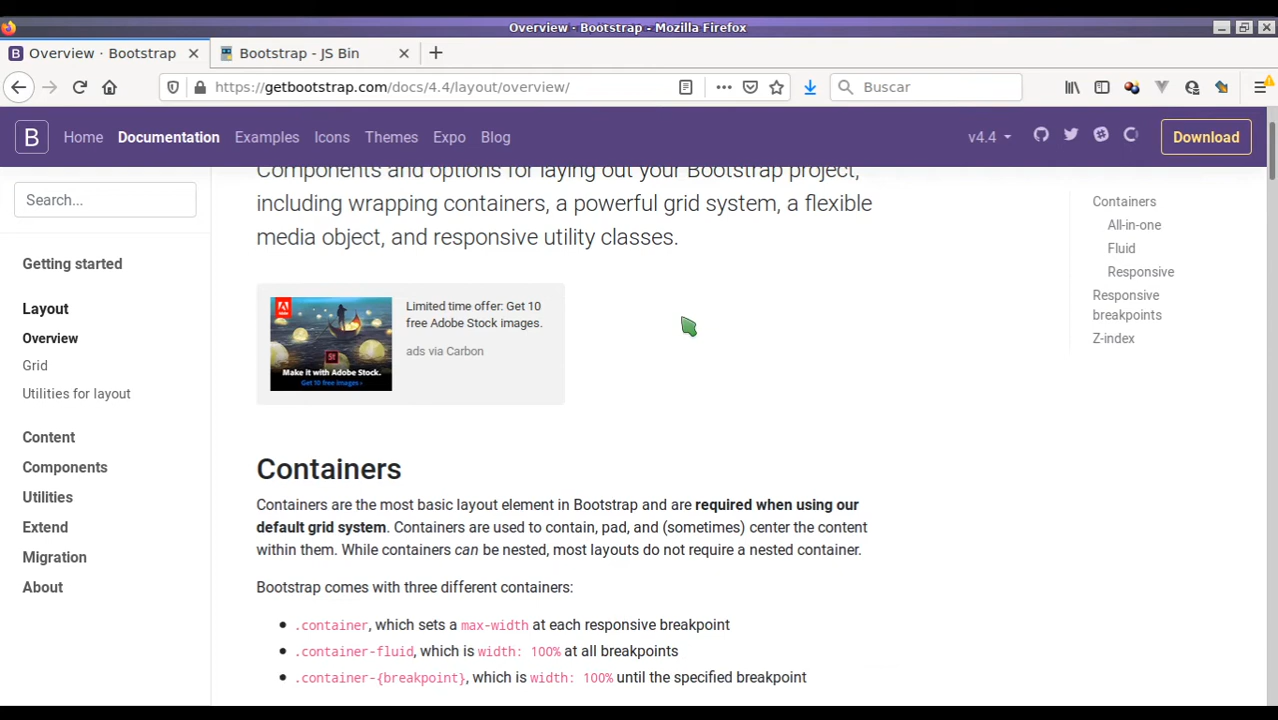 Overview · Bootstrap - Mozilla Firefox
B Overview · Bootstrap
Bootstrap - JS Bin
https://getbootstrap.com/docs/4.4/layout/overview/
Buscar
B Home Documentation Examples Icons Themes Expo Blog
v4.4
Download
Search...
Getting started
Layout
Overview
Grid
Utilities for layout
Content
Components
Utilities
Extend
Migration
About
Components and options for laying out your Bootstrap project,
including wrapping containers, a powerful grid system, a flexible
media object, and responsive utility classes.
Adobe
St
Make it with Adobe Stock.
Get 10 free images ›
Limited time offer: Get 10
free Adobe Stock images.
ads via Carbon
Containers
Containers are the most basic layout element in Bootstrap and are required when using our
default grid system. Containers are used to contain, pad, and (sometimes) center the content
within them. While containers can be nested, most layouts do not require a nested container.
Bootstrap comes with three different containers:
.container, which sets a max-width at each responsive breakpoint
.container-fluid, which is width: 100% at all breakpoints
.container-{breakpoint}, which is width: 100% until the specified breakpoint
Containers
All-in-one
Fluid
Responsive
Responsive
breakpoints
Z-index